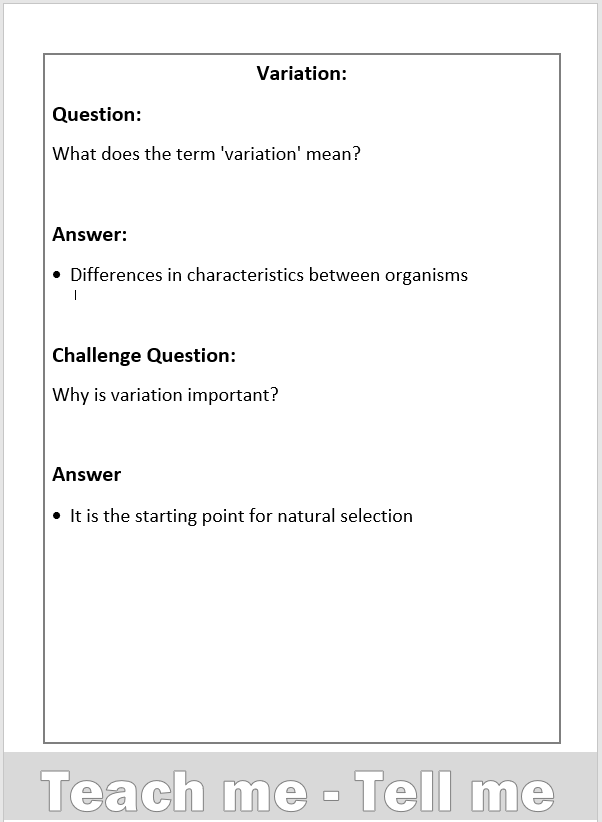 Variation:
Question:
What does the term 'variation' mean?
Answer:
• Differences in characteristics between organisms
Challenge Question:
Why is variation important?
Answer
• It is the starting point for natural selection
Teach me - Tell me